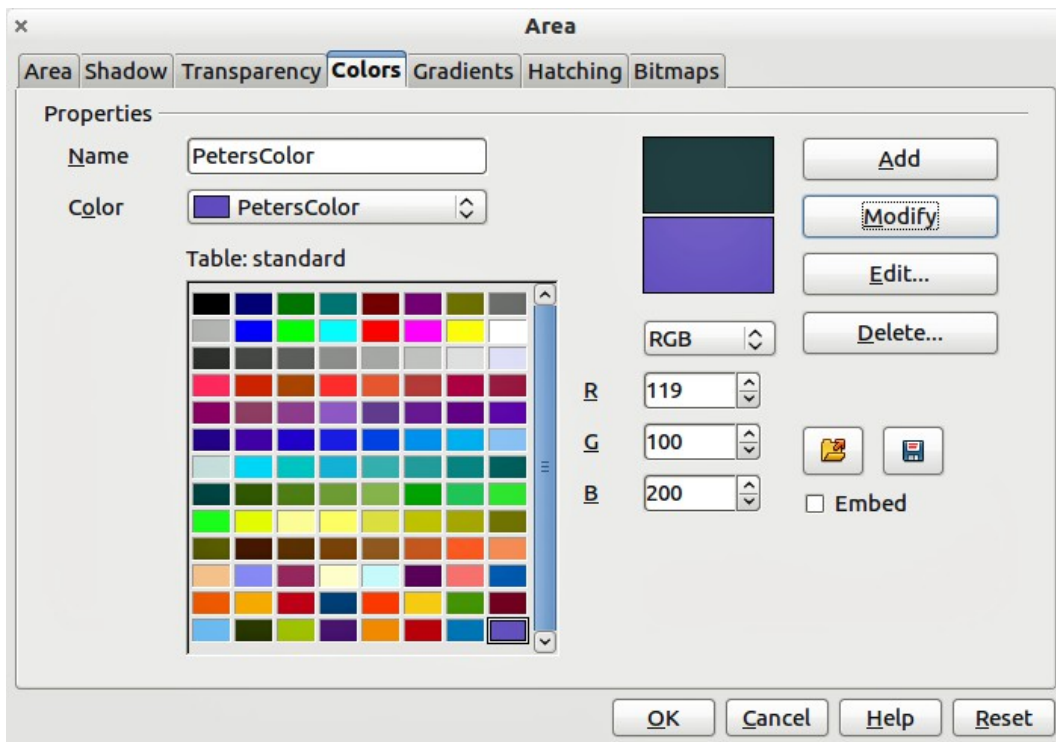 Area
Area Shadow Transparency Colors Gradients Hatching Bitmaps
Properties
Name PetersColor Add
Color PetersColor Modify
Table: standard Edit...
RGB Delete...
R 119
G 100
B 200 Embed
OK Cancel Help Reset